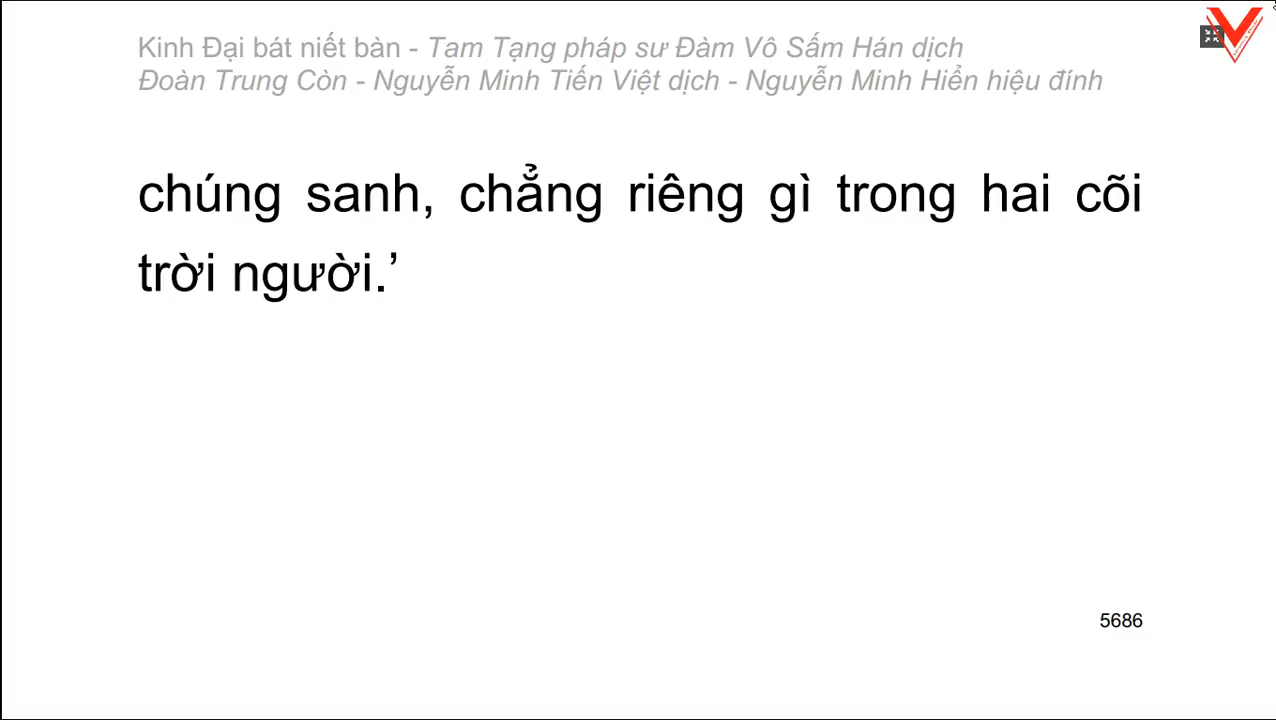 Kinh Đại bát niết bàn - Tam Tạng pháp sư Đàm Vô Sấm Hán dịch
Đoàn Trung Còn - Nguyễn Minh Tiến Việt dịch - Nguyễn Minh Hiển hiệu đính
chúng sanh, chẳng riêng gì trong hai cõi
trời người.’
5686